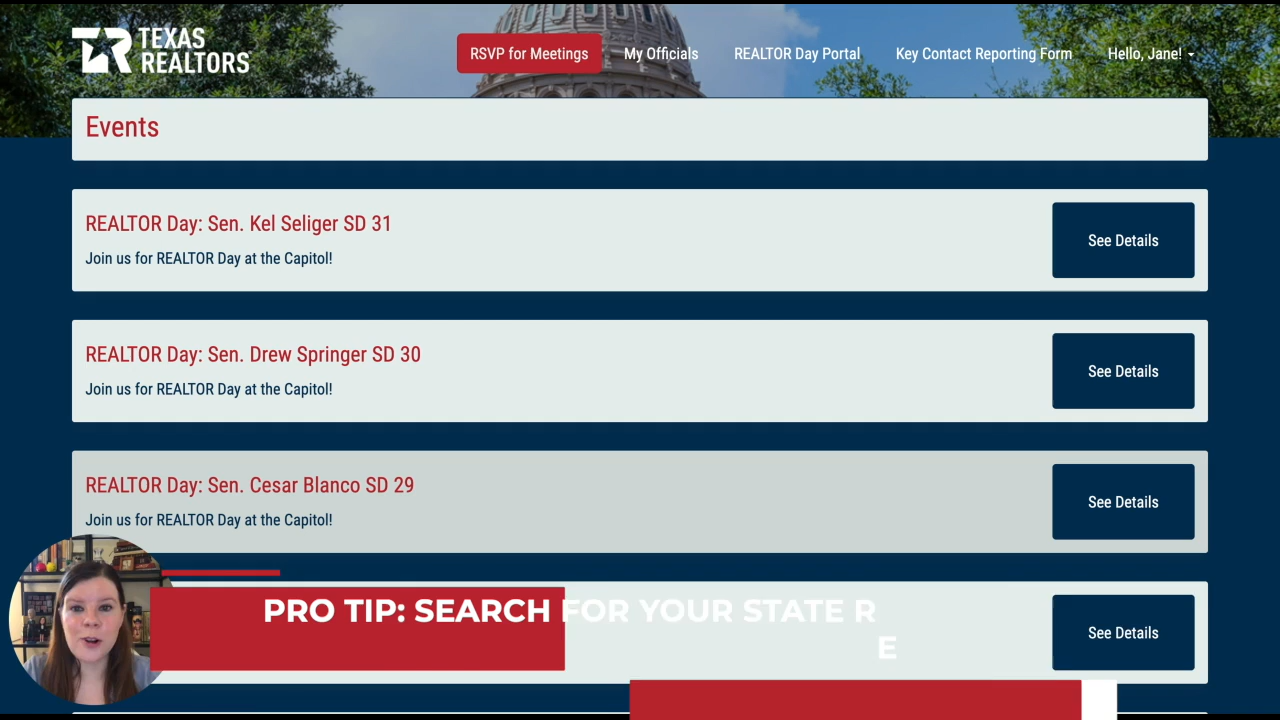 TEXAS
REALTORS
RSVP for Meetings
My Officials
REALTOR Day Portal
Key Contact Reporting Form
Hello, Jane!
Events
REALTOR Day: Sen. Kel Seliger SD 31
Join us for REALTOR Day at the Capitol!
See Details
REALTOR Day: Sen. Drew Springer SD 30
Join us for REALTOR Day at the Capitol!
See Details
REALTOR Day: Sen. Cesar Blanco SD 29
Join us for REALTOR Day at the Capitol!
See Details
PRO TIP: SEARCH FOR YOUR STATE R
E
See Details